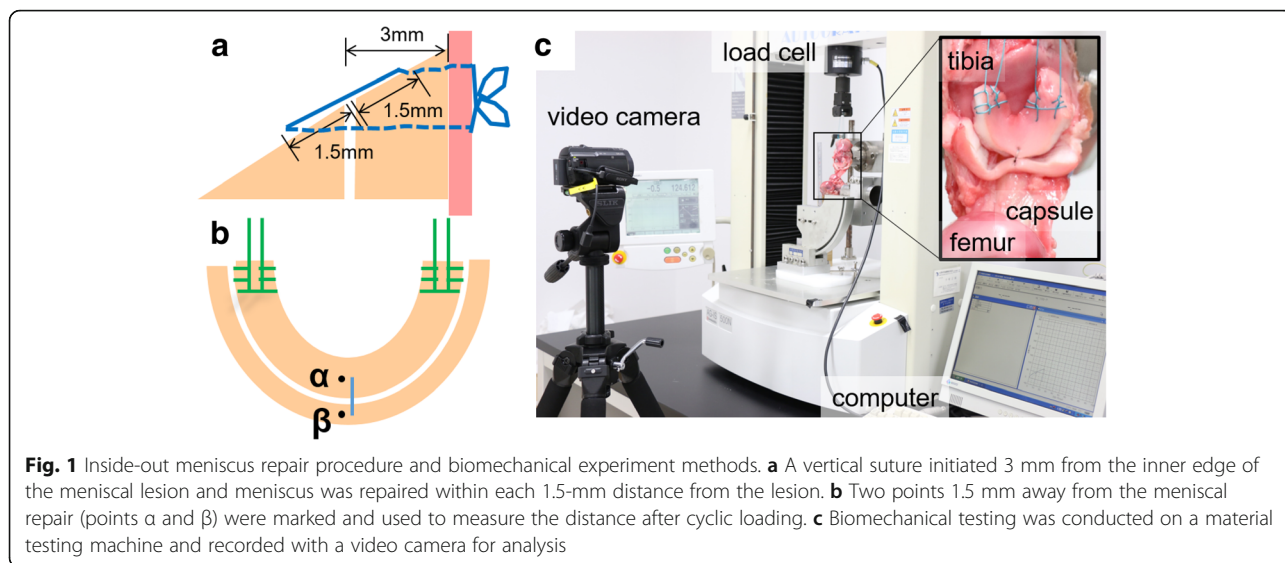 a
3mm
1.5mm
1.5mm
b
α
β
c
load cell
video camera
tibia
capsule
femur
computer
Fig. 1 Inside-out meniscus repair procedure and biomechanical experiment methods. a A vertical suture initiated 3 mm from the inner edge of
the meniscal lesion and meniscus was repaired within each 1.5-mm distance from the lesion. b Two points 1.5 mm away from the meniscal
repair (points α and β) were marked and used to measure the distance after cyclic loading. c Biomechanical testing was conducted on a material
testing machine and recorded with a video camera for analysis